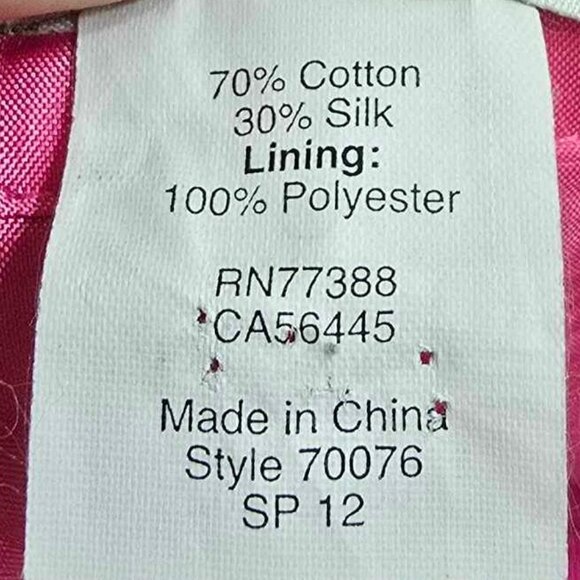 70% Cotton
30% Silk
Lining:
100% Polyester
RN77388
CA56445
Made in China
Style 70076
SP 12